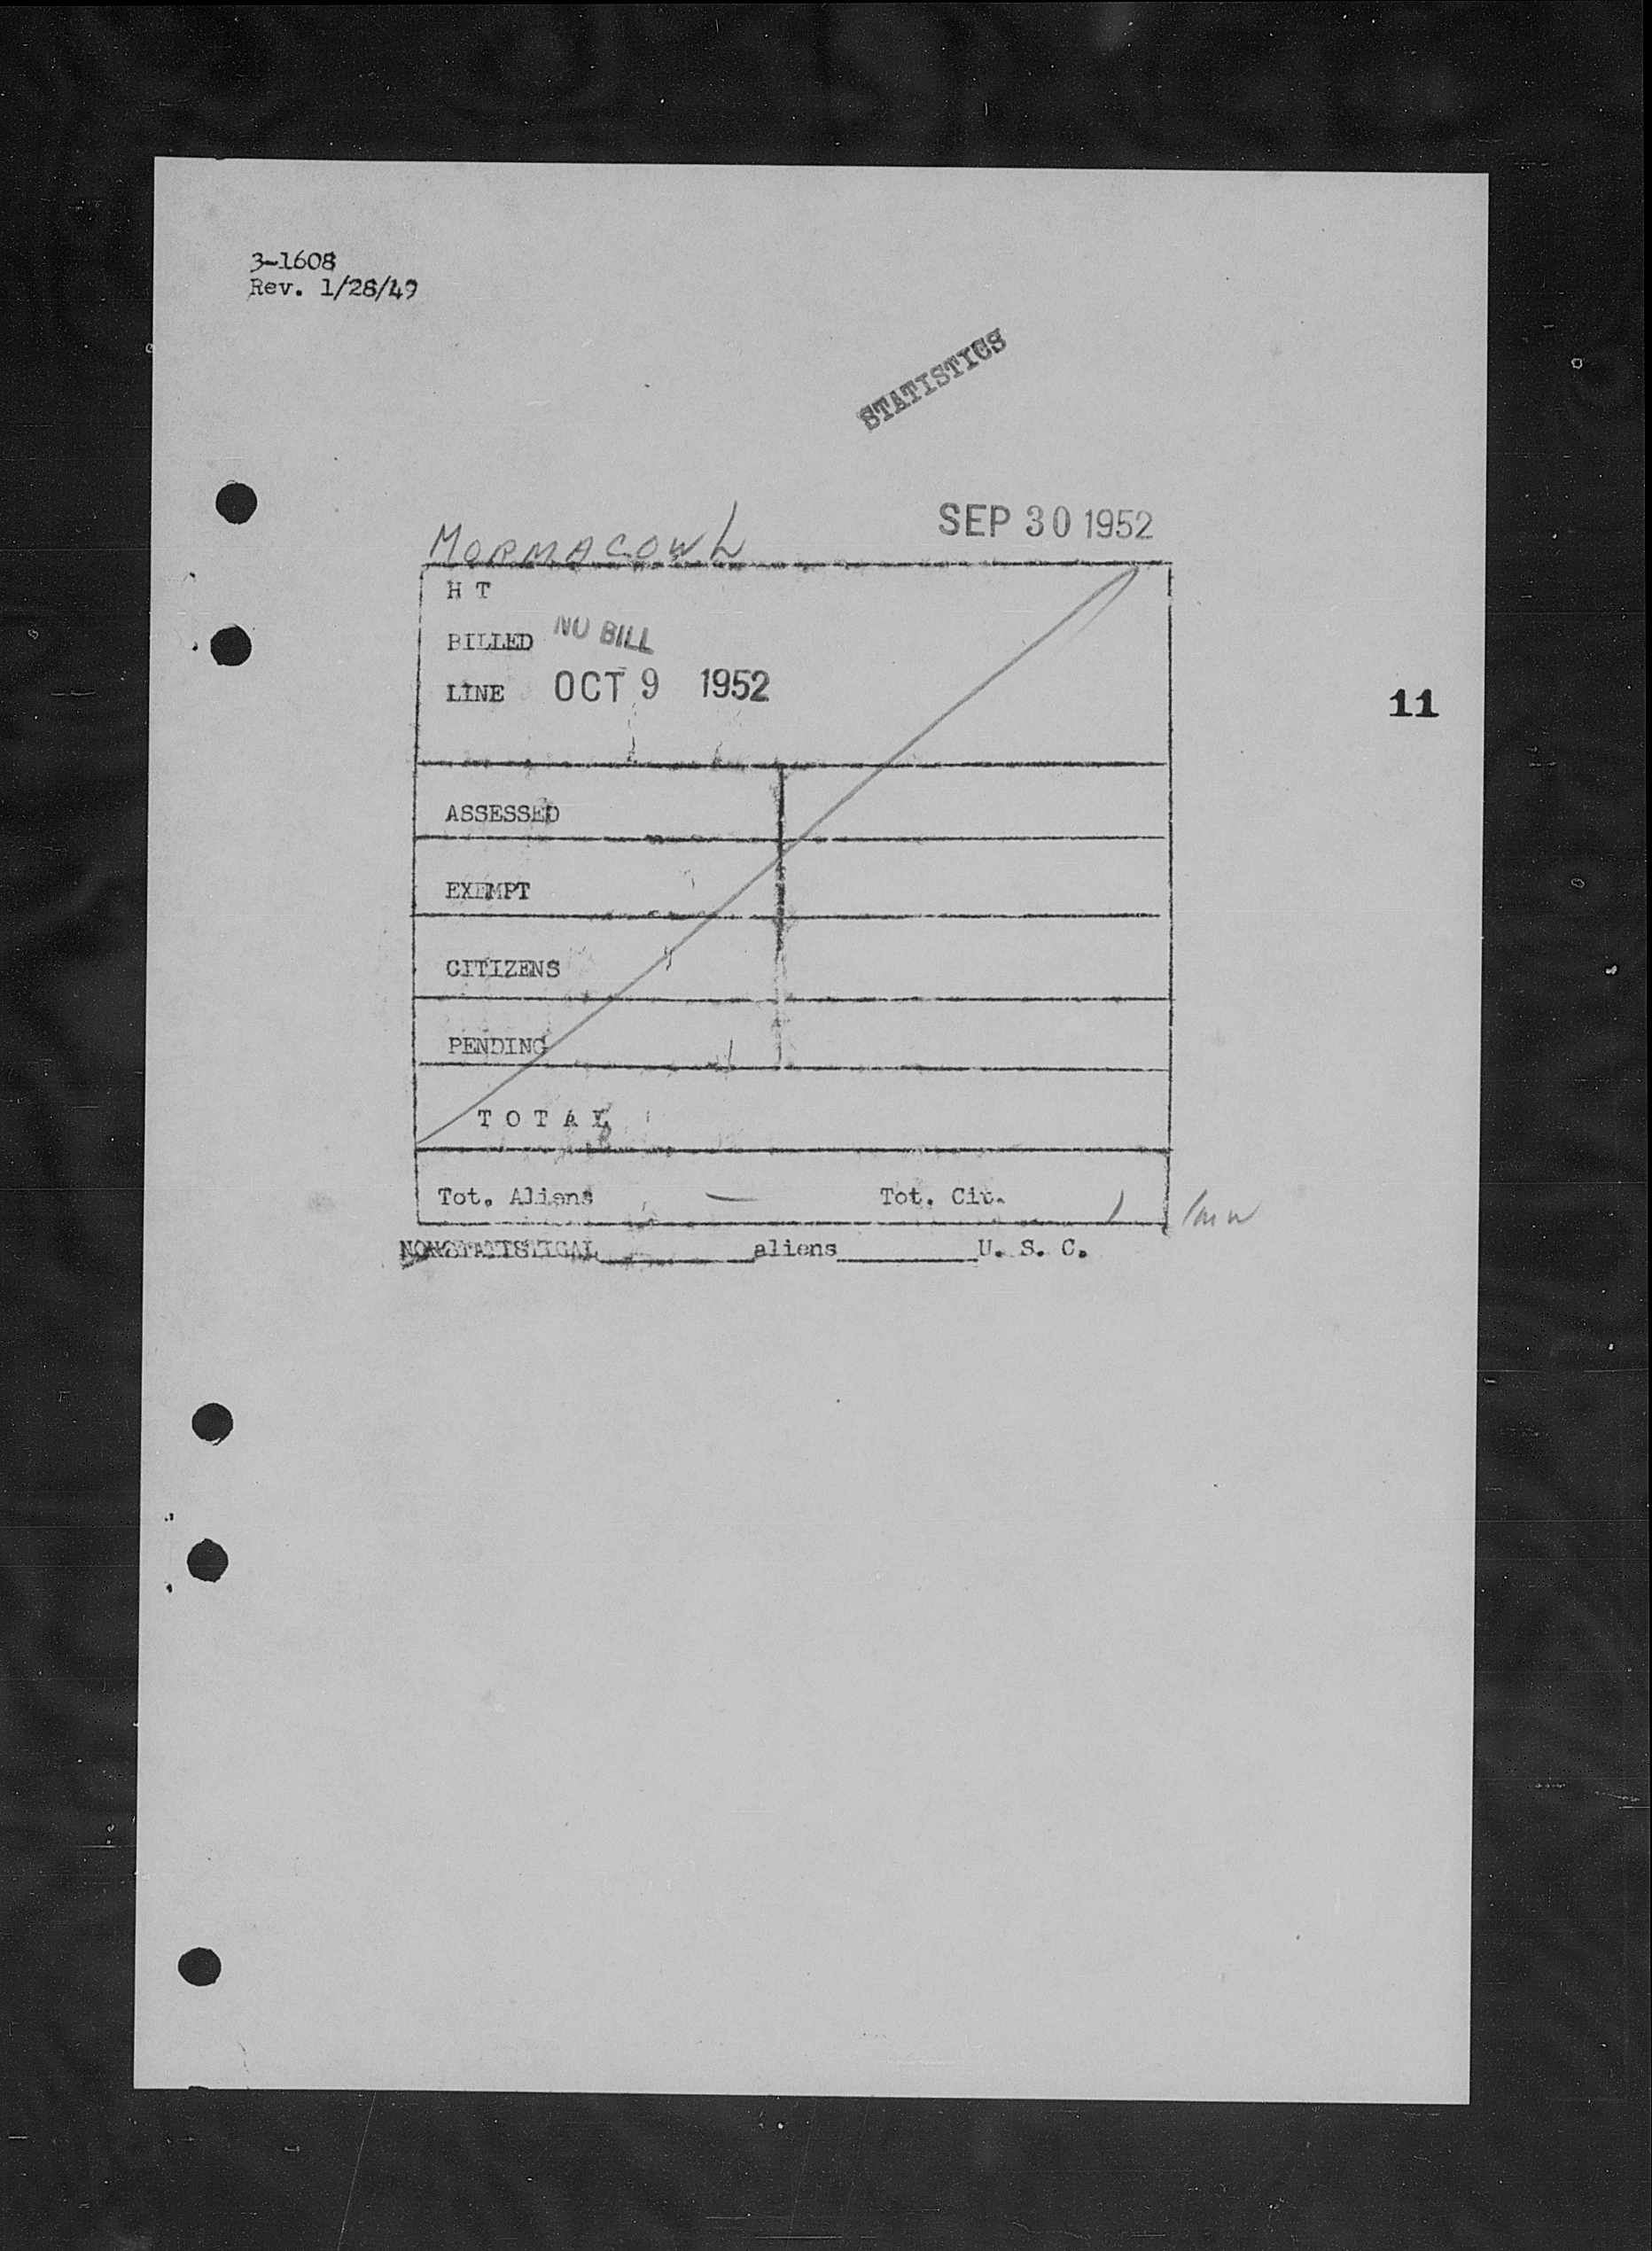 3-1608
Rev. 1/28/49
STATISTICS
MORMACOWL
SEP 30 1952
H T
BILLED NO BILL
LINE OCT 9 1952
11
ASSESSED
EXEMPT
CITIZENS
PENDING
T O T A L
Tot. Aliens — Tot. Cit. 1
NONSTATISTICAL aliens U. S. C.